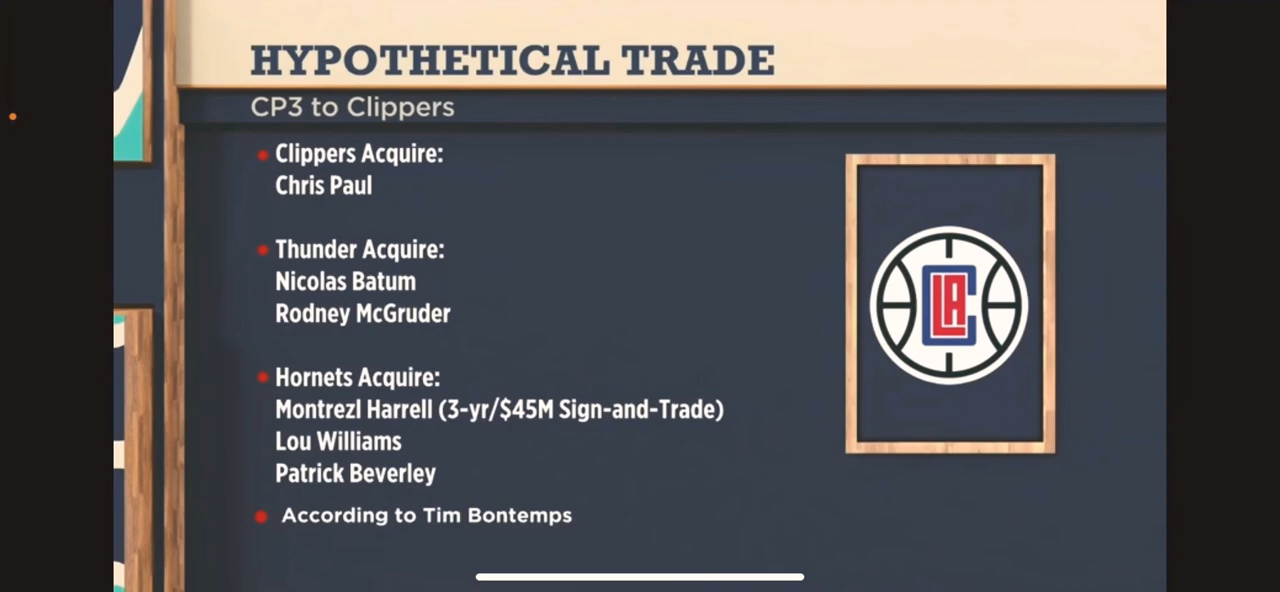 HYPOTHETICAL TRADE
CP3 to Clippers
Clippers Acquire:
Chris Paul
Thunder Acquire:
Nicolas Batum
Rodney McGruder
Hornets Acquire:
Montrezl Harrell (3-yr/$45M Sign-and-Trade)
Lou Williams
Patrick Beverley
According to Tim Bontemps
LA